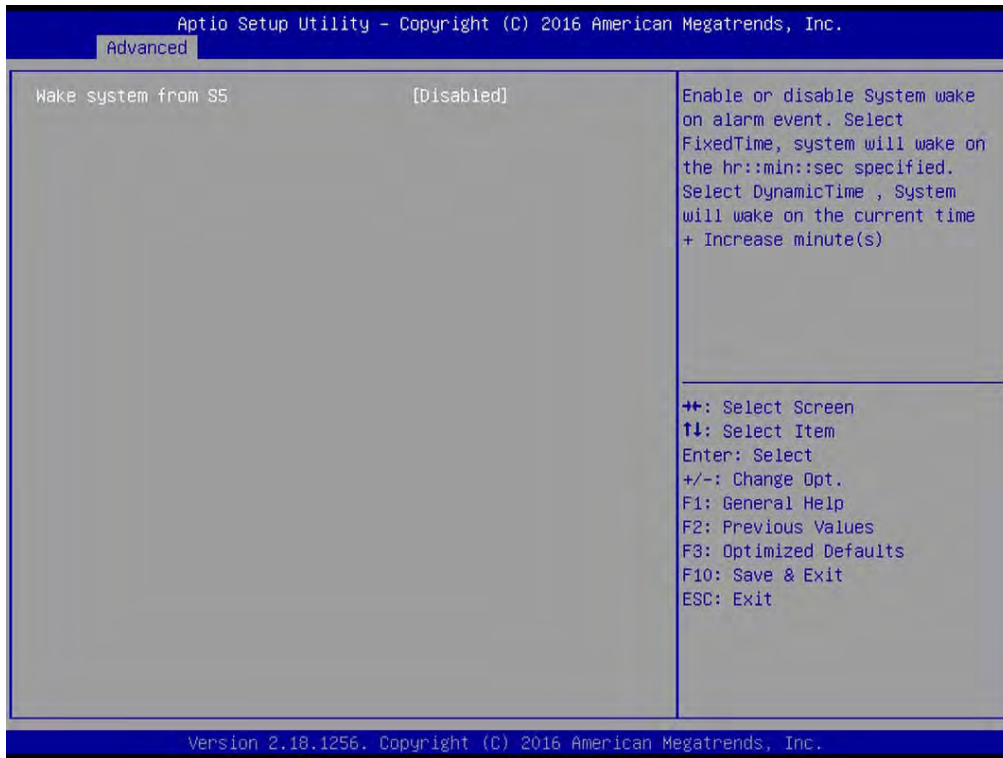 Aptio Setup Utility – Copyright (C) 2016 American Megatrends, Inc.
Advanced
Wake system from S5 [Disabled]
Enable or disable System wake
on alarm event. Select
FixedTime, system will wake on
the hr::min::sec specified.
Select DynamicTime , System
will wake on the current time
+ Increase minute(s)
→←: Select Screen
↑↓: Select Item
Enter: Select
+/-: Change Opt.
F1: General Help
F2: Previous Values
F3: Optimized Defaults
F10: Save & Exit
ESC: Exit
Version 2.18.1256. Copyright (C) 2016 American Megatrends, Inc.